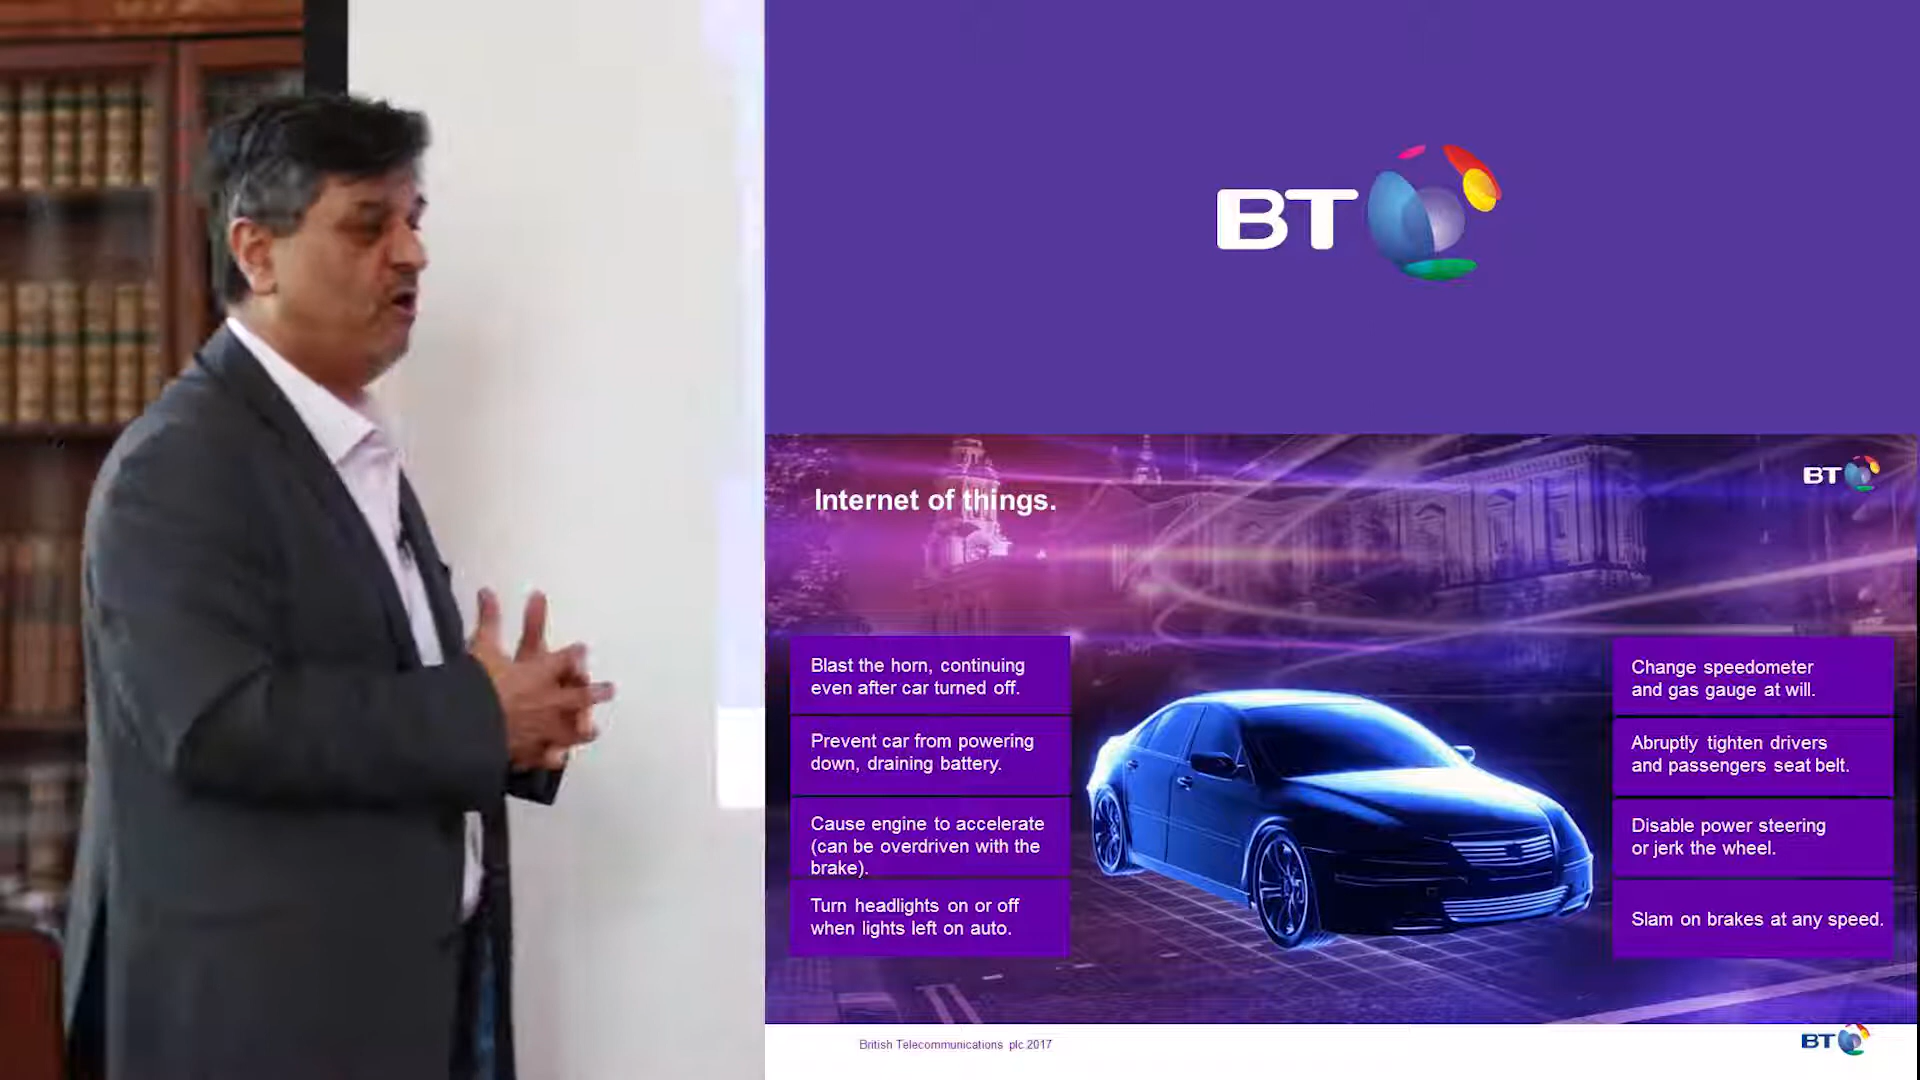 BT
BT
Internet of things.
Blast the horn, continuing
even after car turned off.
Prevent car from powering
down, draining battery.
Cause engine to accelerate
(can be overdriven with the
brake).
Turn headlights on or off
when lights left on auto.
Change speedometer
and gas gauge at will.
Abruptly tighten drivers
and passengers seat belt.
Disable power steering
or jerk the wheel.
Slam on brakes at any speed.
British Telecommunications plc 2017
BT